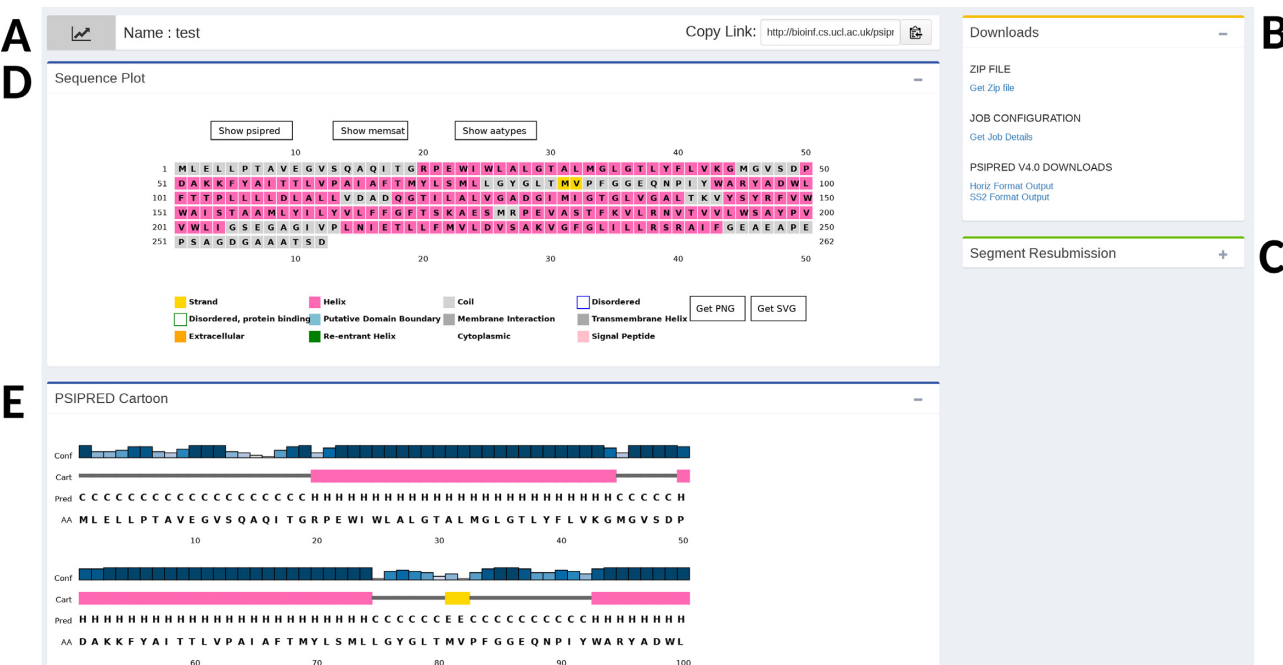 A
Name : test
Copy Link:
http://bioinf.cs.ucl.ac.uk/psipr
B
Downloads
ZIP FILE
Get Zip file
JOB CONFIGURATION
Get Job Details
PSIPRED V4.0 DOWNLOADS
Horiz Format Output
SS2 Format Output
C
Segment Resubmission
D
Sequence Plot
Show psipred
Show memsat
Show aatypes
10 20 30 40 50
1 M L E L L P T A V E G V S Q A Q I T G R P E W I W L A L G T A L M G L G T L Y F L V K G M G V S D P 50
51 D A K K F Y A I T T L V P A I A F T M Y L S M L L G Y G L T M V P F G G E Q N P I Y W A R Y A D W L 100
101 F T T P L L L L D L A L L V D A D Q G T I L A L V G A D G I M I G T G L V G A L T K V Y S Y R F V W 150
151 W A I S T A A M L Y I L Y V L F F G F T S K A E S M R P E V A S T F K V L R N V T V V L W S A Y P V 200
201 V W L I G S E G A G I V P L N I E T L L F M V L D V S A K V G F G L I L L R S R A I F G E A E A P E 250
251 P S A G D G A A A T S D 262
10 20 30 40 50
Strand Helix Coil Disordered
Disordered, protein binding Putative Domain Boundary Membrane Interaction Transmembrane Helix
Extracellular Re-entrant Helix Cytoplasmic Signal Peptide
Get PNG Get SVG
E
PSIPRED Cartoon
Conf
Cart
Pred C C C C C C C C C C C C C C C C C C C H H H H H H H H H H H H H H H H H H H H H H H H H C C C C C H
AA M L E L L P T A V E G V S Q A Q I T G R P E W I W L A L G T A L M G L G T L Y F L V K G M G V S D P
10 20 30 40 50
Conf
Cart
Pred H H H H H H H H H H H H H H H H H H H H H H H H C C C C C C E E C C C C C C C C C C H H H H H H H H
AA D A K K F Y A I T T L V P A I A F T M Y L S M L L G Y G L T M V P F G G E Q N P I Y W A R Y A D W L
60 70 80 90 100